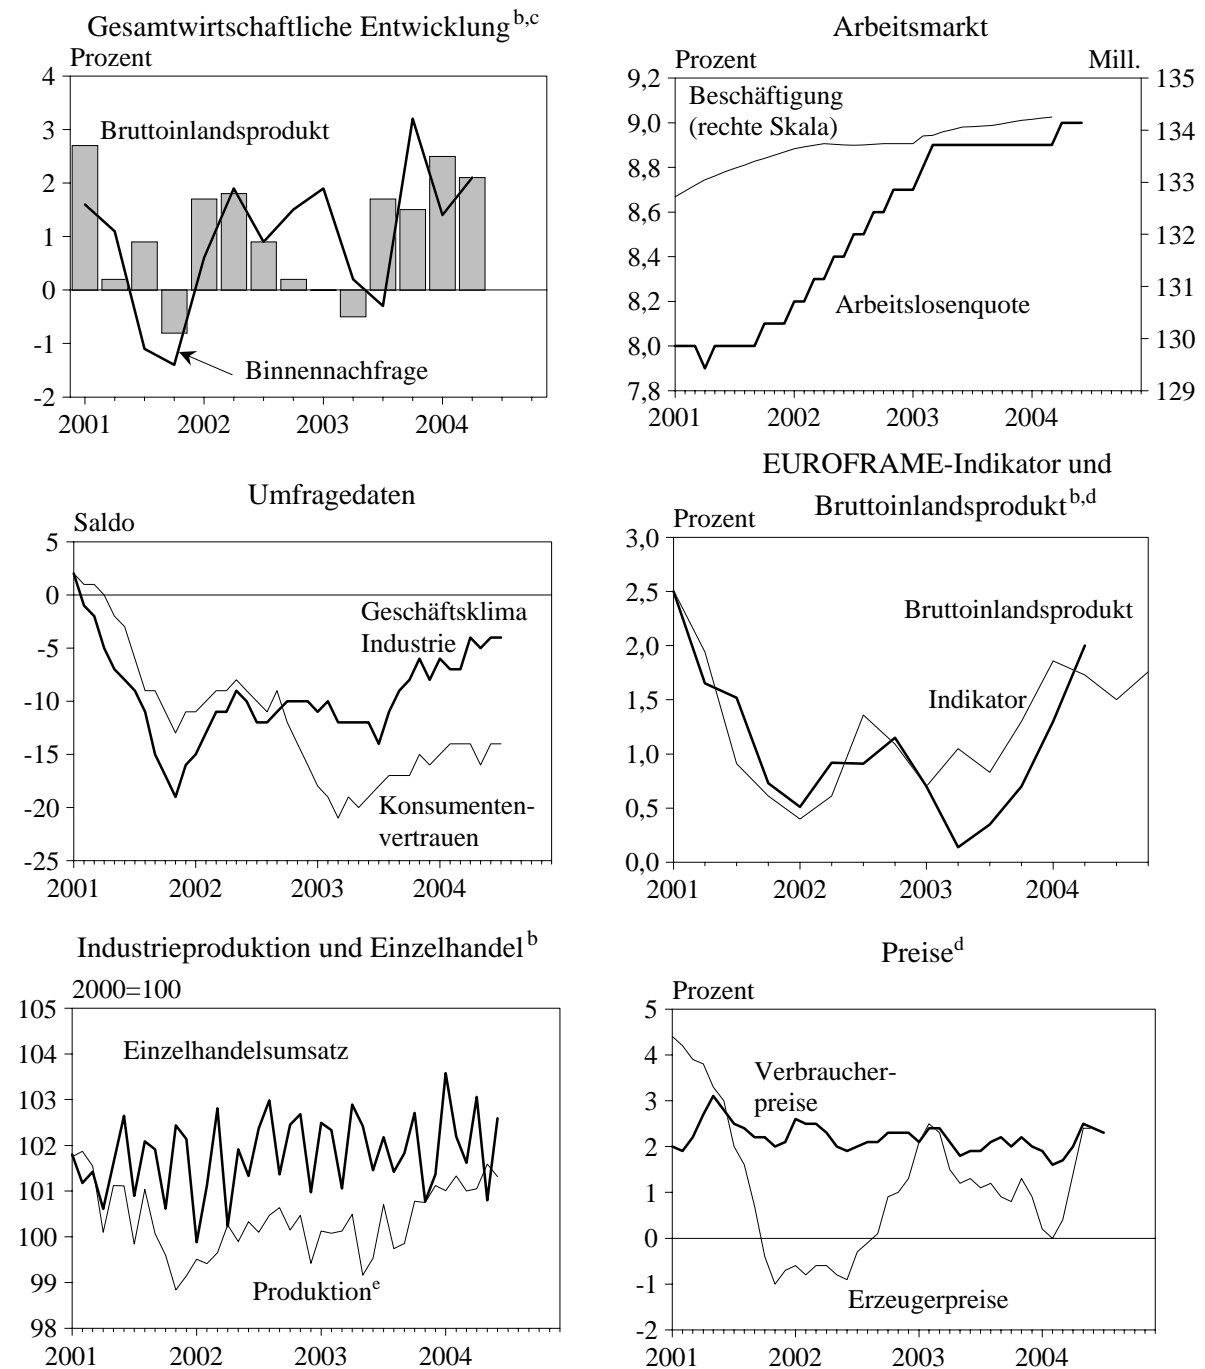 Gesamtwirtschaftliche Entwicklung b,c
Prozent
4
3
2
1
0
-1
-2
Bruttoinlandsprodukt
Binnennachfrage
2001 2002 2003 2004
Arbeitsmarkt
Prozent Mill.
9,2
9,0
8,8
8,6
8,4
8,2
8,0
7,8
135
134
133
132
131
130
129
Beschäftigung
(rechte Skala)
Arbeitslosenquote
2001 2002 2003 2004
Umfragedaten
Saldo
5
0
-5
-10
-15
-20
-25
Geschäftsklima
Industrie
Konsumenten-
vertrauen
2001 2002 2003 2004
EUROFRAME-Indikator und
Bruttoinlandsprodukt b,d
Prozent
3,0
2,5
2,0
1,5
1,0
0,5
0,0
Bruttoinlandsprodukt
Indikator
2001 2002 2003 2004
Industrieproduktion und Einzelhandel b
2000=100
105
104
103
102
101
100
99
98
Einzelhandelsumsatz
Produktion e
2001 2002 2003 2004
Preise d
Prozent
5
4
3
2
1
0
-1
-2
Verbraucher-
preise
Erzeugerpreise
2001 2002 2003 2004